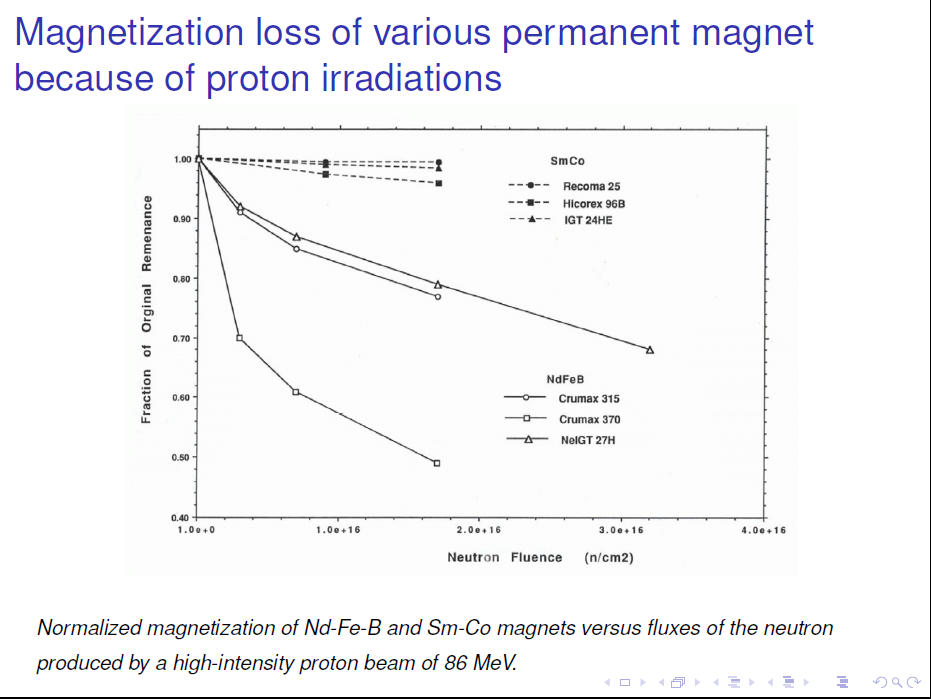 Magnetization loss of various permanent magnet
because of proton irradiations
SmCo
Recoma 25
Hicorex 96B
IGT 24HE
1.00
0.90
0.80
0.70
0.60
0.50
0.40
Fraction of Orginal Remenance
NdFeB
Crumax 315
Crumax 370
NeIGT 27H
1.0e+0 1.0e+16 2.0e+16 3.0e+16 4.0e+16
Neutron Fluence (n/cm2)
Normalized magnetization of Nd-Fe-B and Sm-Co magnets versus fluxes of the neutron
produced by a high-intensity proton beam of 86 MeV.